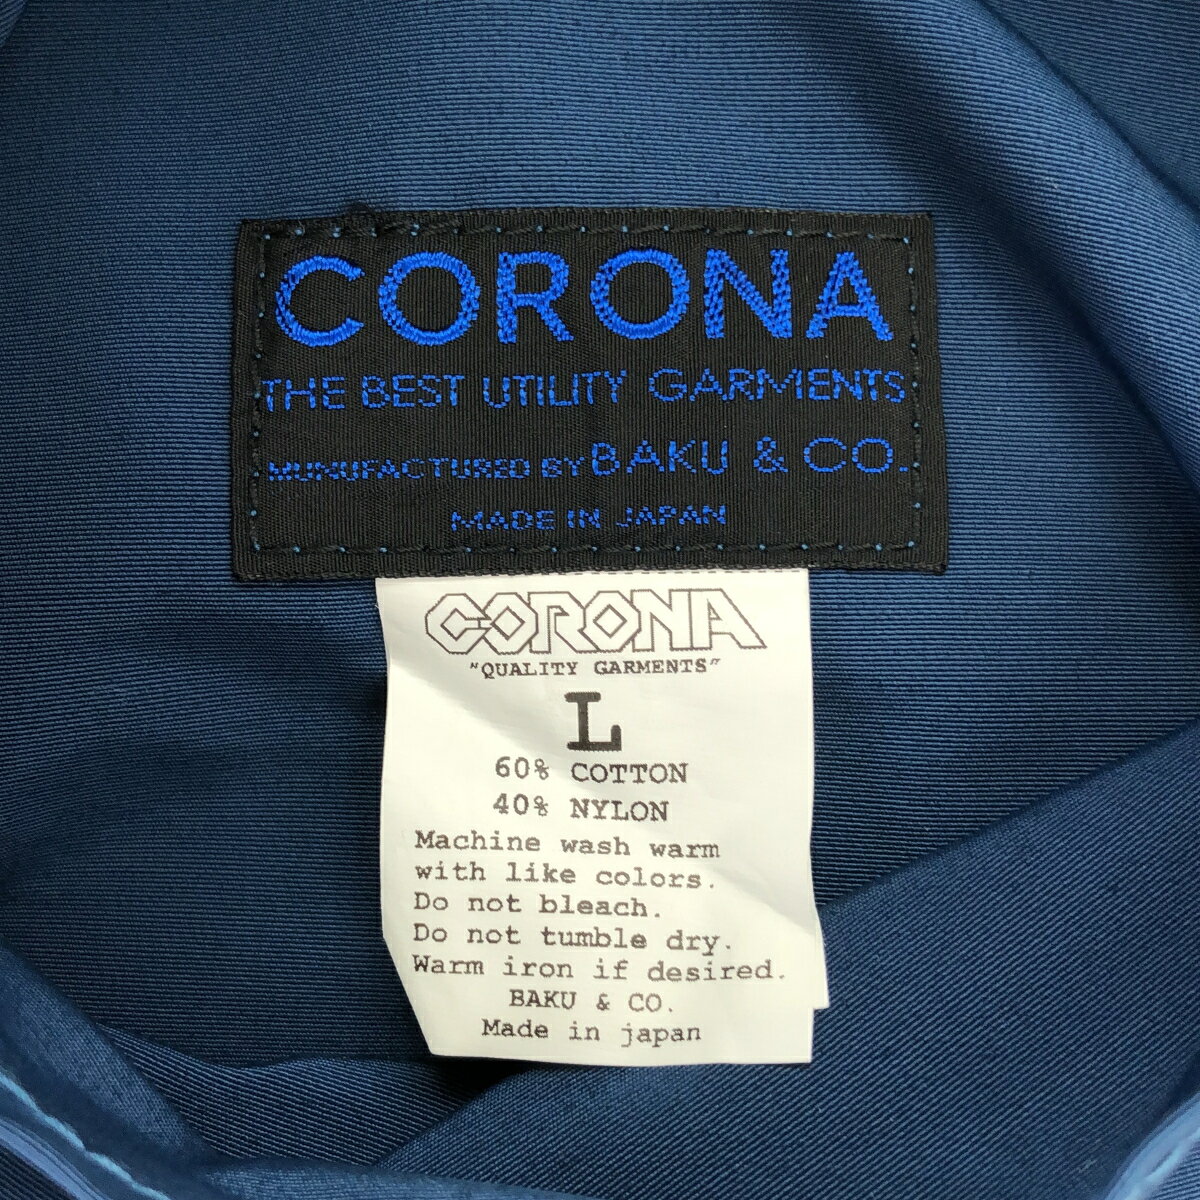 CORONA
THE BEST UTILITY GARMENTS
MUNUFACTURED BY BAKU & CO.
MADE IN JAPAN
CORONA
"QUALITY GARMENTS"
L
60% COTTON
40% NYLON
Machine wash warm
with like colors.
Do not bleach.
Do not tumble dry.
Warm iron if desired.
BAKU & CO.
Made in japan